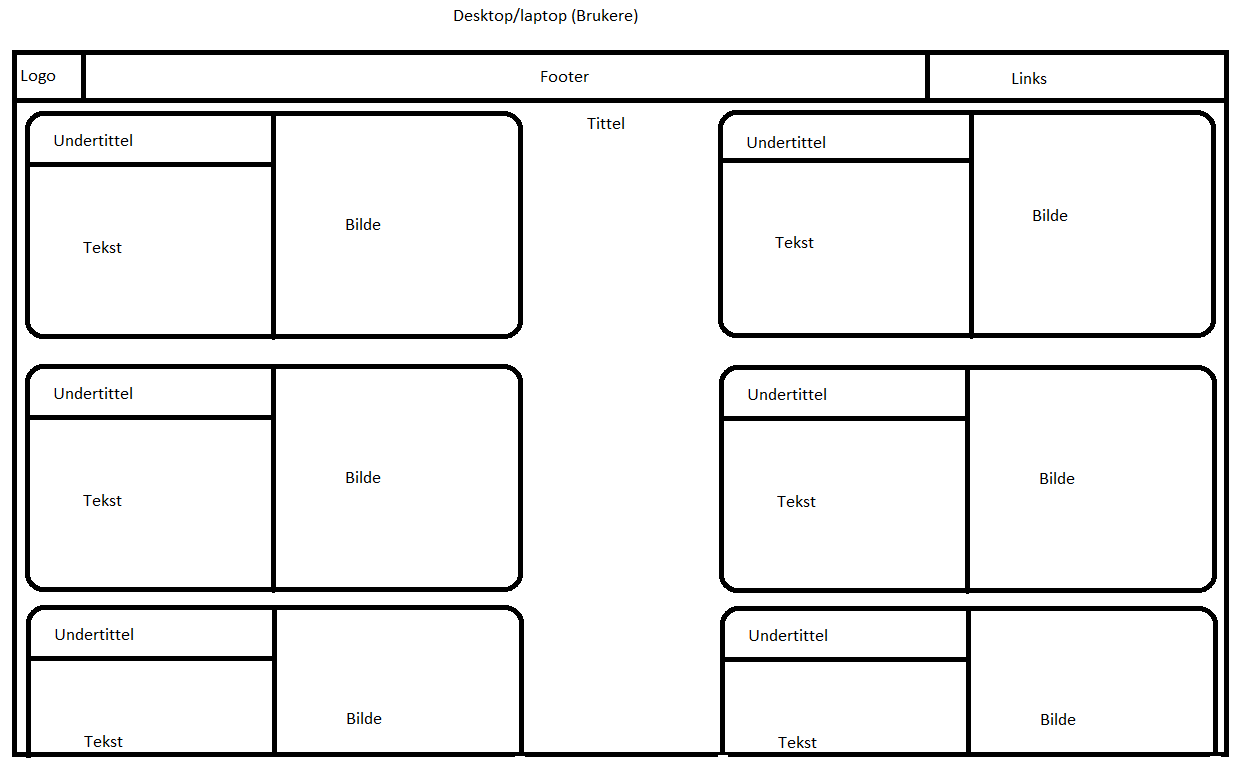 Desktop/laptop (Brukere)
Logo
Footer
Links
Tittel
Undertittel
Tekst
Bilde
Undertittel
Tekst
Bilde
Undertittel
Tekst
Bilde
Undertittel
Tekst
Bilde
Undertittel
Tekst
Bilde
Undertittel
Tekst
Bilde